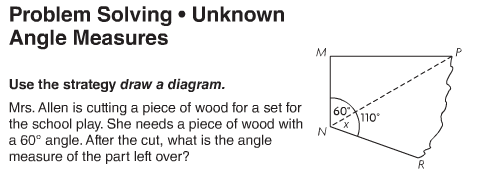 Problem Solving • Unknown
Angle Measures
Use the strategy draw a diagram.
Mrs. Allen is cutting a piece of wood for a set for
the school play. She needs a piece of wood with
a 60° angle. After the cut, what is the angle
measure of the part left over?
M P
60°
110°
x
N
R